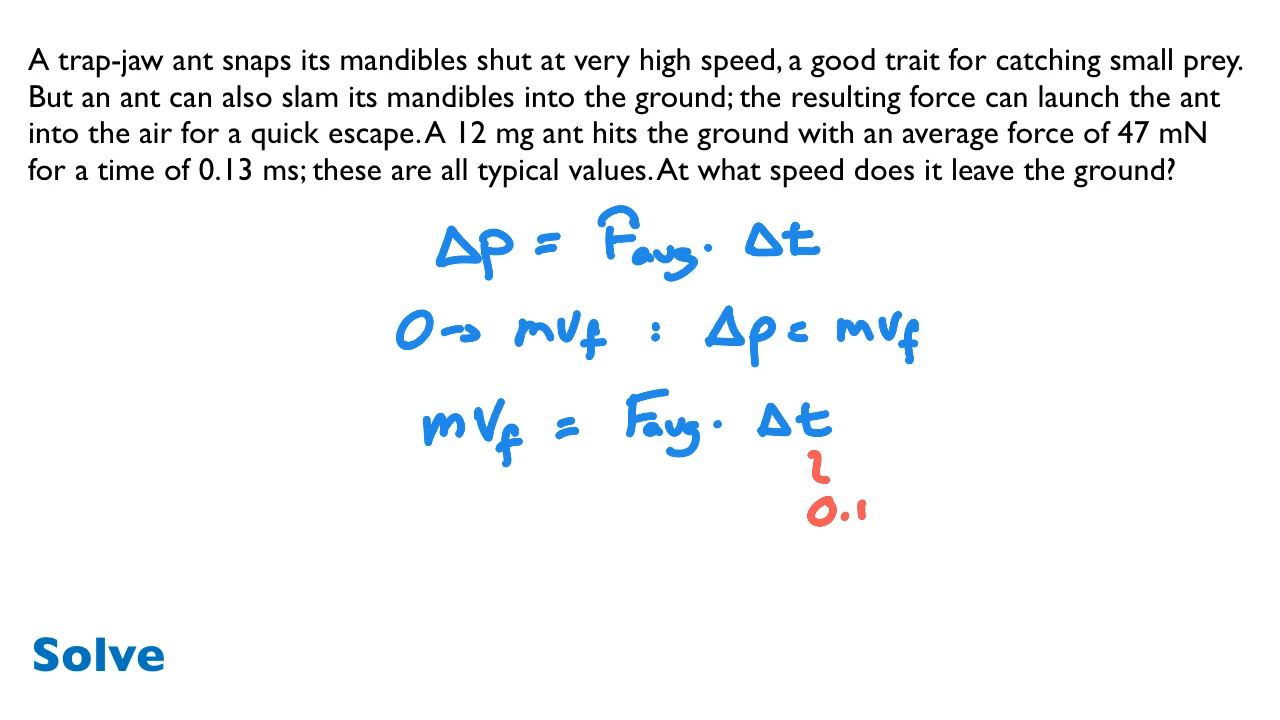 A trap-jaw ant snaps its mandibles shut at very high speed, a good trait for catching small prey.
But an ant can also slam its mandibles into the ground; the resulting force can launch the ant
into the air for a quick escape. A 12 mg ant hits the ground with an average force of 47 mN
for a time of 0.13 ms; these are all typical values. At what speed does it leave the ground?
Δp = Favg · Δt
0 → mvf : Δp = mvf
mvf = Favg · Δt
0.1
Solve